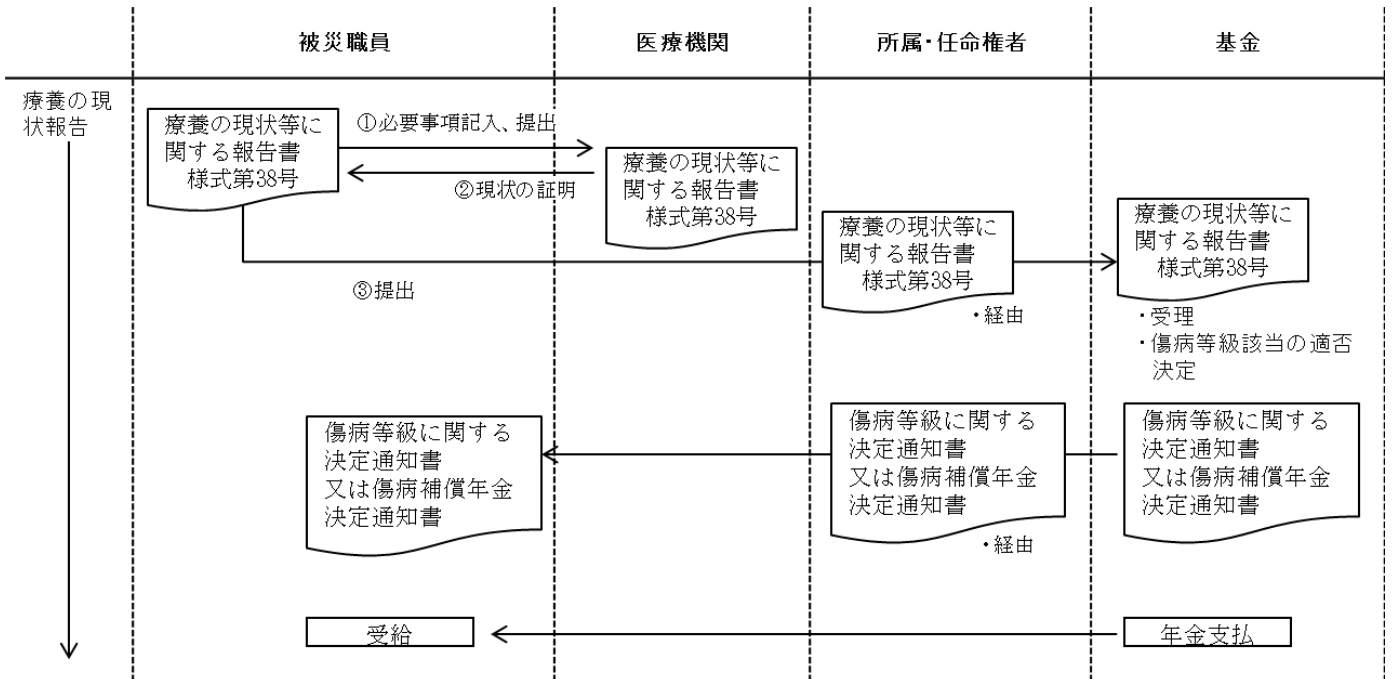 被災職員
医療機関
所属・任命権者
基金
療養の現
状報告
療養の現状等に
関する報告書
様式第38号
①必要事項記入、提出
②現状の証明
療養の現状等に
関する報告書
様式第38号
③提出
療養の現状等に
関する報告書
様式第38号
・経由
療養の現状等に
関する報告書
様式第38号
・受理
・傷病等級該当の適否
決定
傷病等級に関する
決定通知書
又は傷病補償年金
決定通知書
傷病等級に関する
決定通知書
又は傷病補償年金
決定通知書
・経由
傷病等級に関する
決定通知書
又は傷病補償年金
決定通知書
受給
年金支払